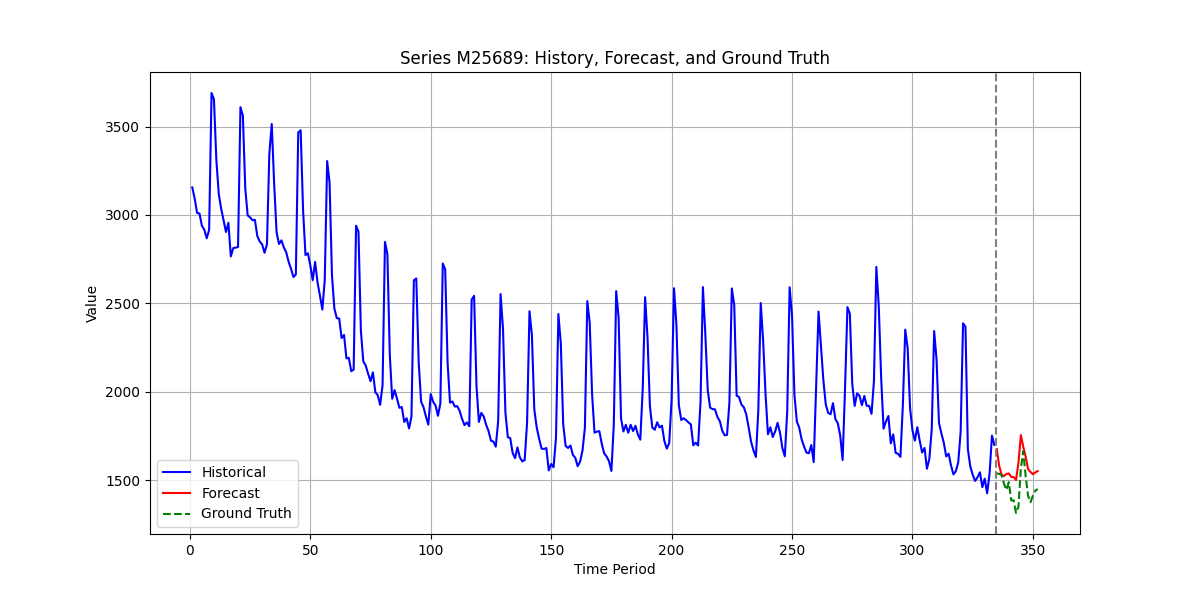 Series M25689: History, Forecast, and Ground Truth
Value
3500
3000
2500
2000
1500
Historical
Forecast
Ground Truth
0 50 100 150 200 250 300 350
Time Period